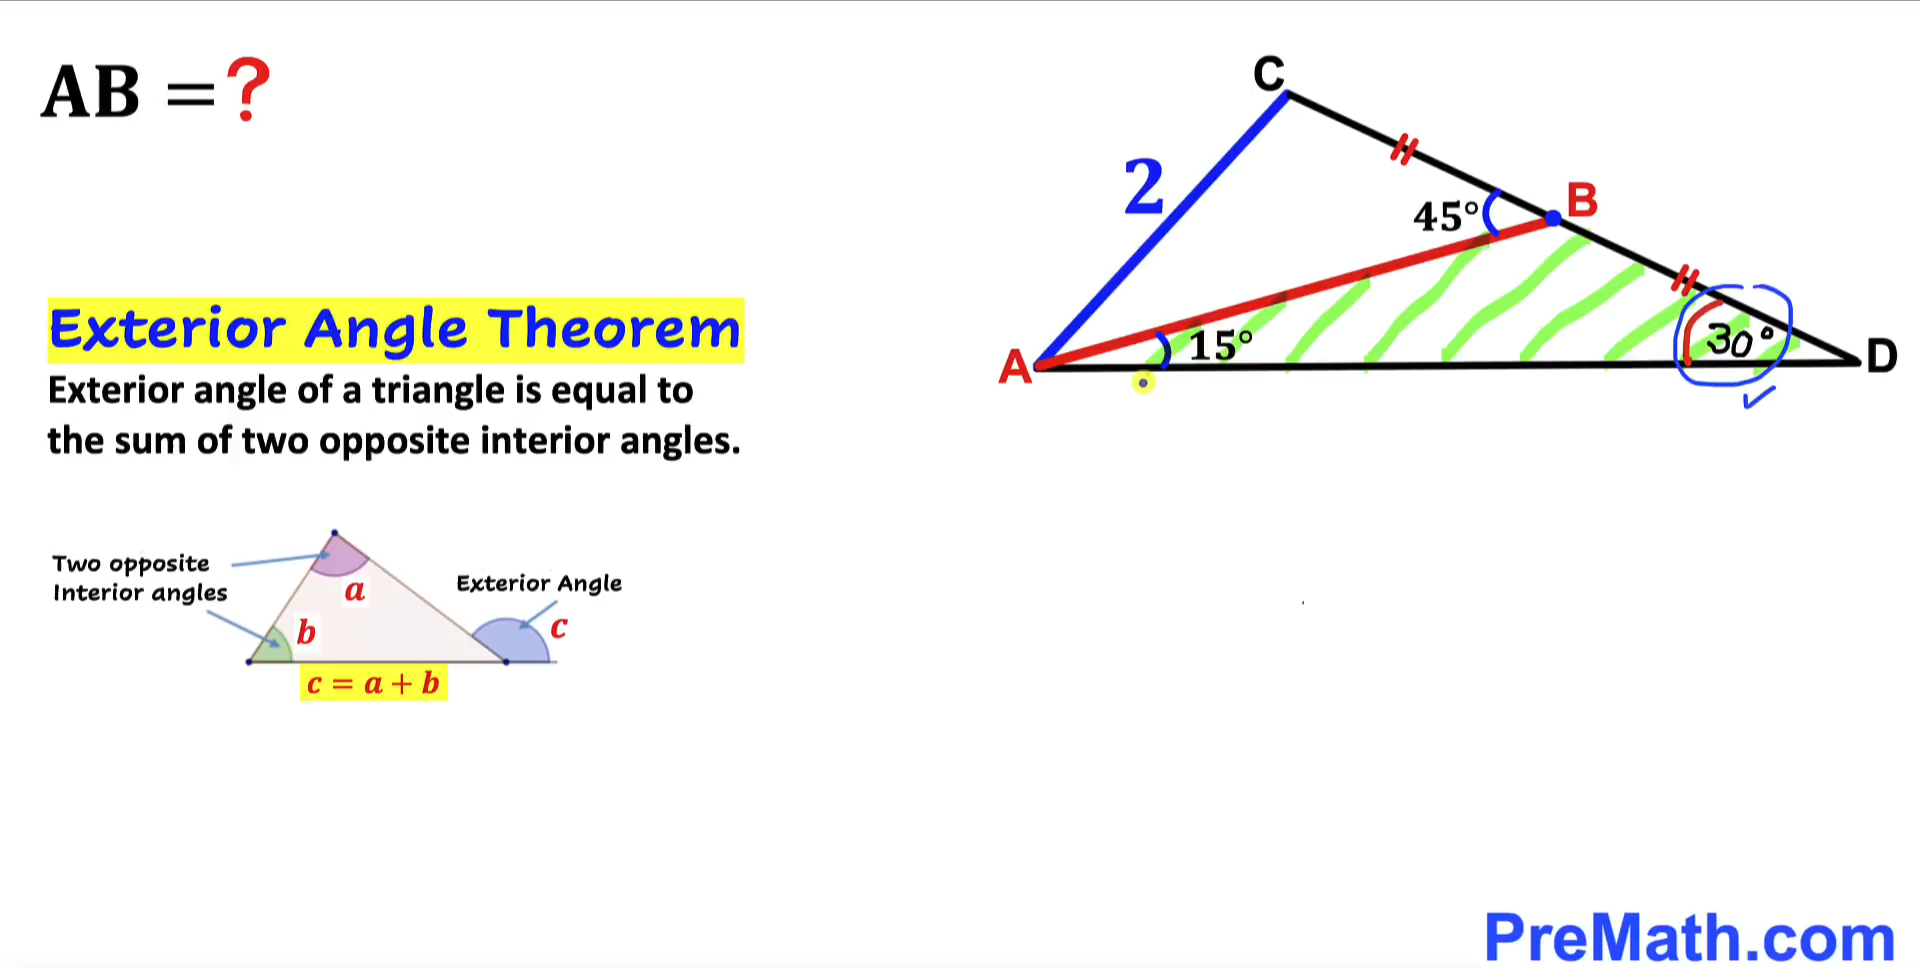 AB =?
C
2
45°
B
A
15°
30°
D
Exterior Angle Theorem
Exterior angle of a triangle is equal to
the sum of two opposite interior angles.
Two opposite
Interior angles
a
Exterior Angle
b
c
c = a + b
PreMath.com